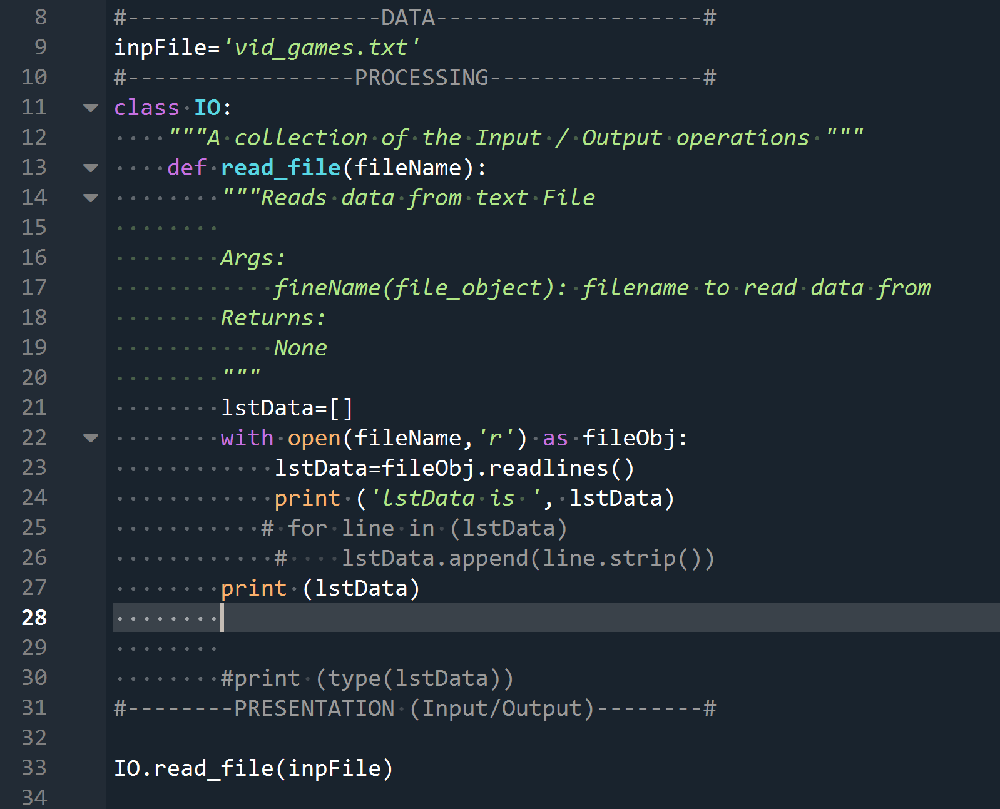 8 #-------------------DATA--------------------#
9 inpFile='vid_games.txt'
10 #-----------------PROCESSING----------------#
11 class IO:
12     """A collection of the Input / Output operations """
13     def read_file(fileName):
14         """Reads data from text File
15
16         Args:
17             fineName(file_object): filename to read data from
18         Returns:
19             None
20         """
21         lstData=[]
22         with open(fileName,'r') as fileObj:
23             lstData=fileObj.readlines()
24             print ('lstData is ', lstData)
25            # for line in (lstData)
26             #    lstData.append(line.strip())
27         print (lstData)
28
29
30         #print (type(lstData))
31 #--------PRESENTATION (Input/Output)--------#
32
33 IO.read_file(inpFile)
34